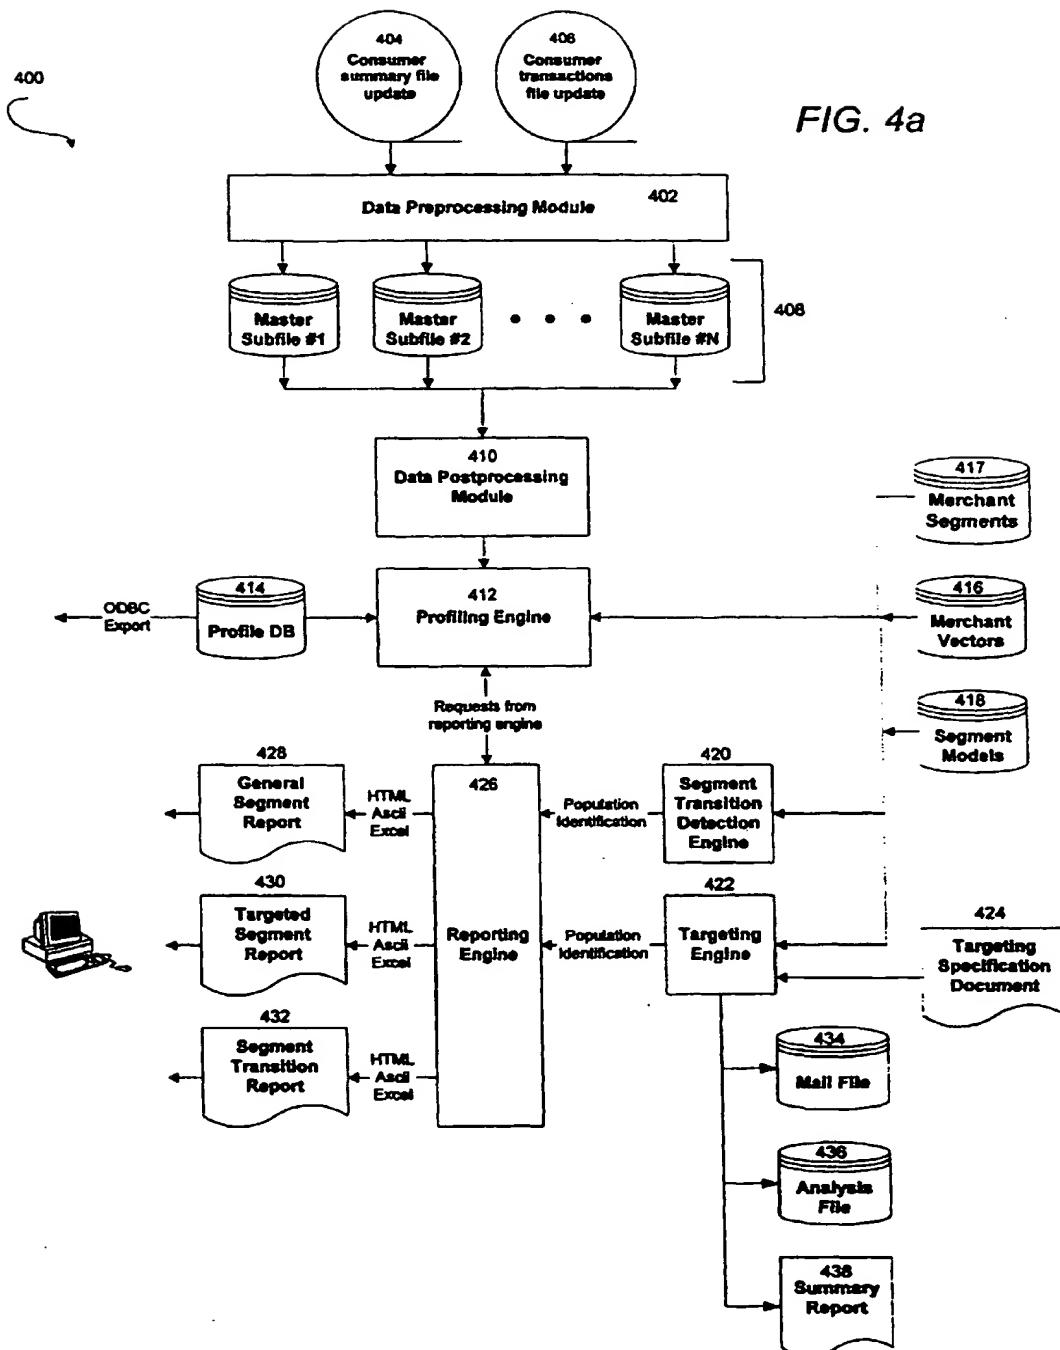 404
Consumer
summary file
update
406
Consumer
transactions
file update
400
FIG. 4a
Data Preprocessing Module
402
Master
Subfile #1
Master
Subfile #2
Master
Subfile #N
408
410
Data Postprocessing
Module
417
Merchant
Segments
ODBC
Export
414
Profile DB
412
Profiling Engine
416
Merchant
Vectors
Requests from
reporting engine
418
Segment
Models
428
General
Segment
Report
HTML
Ascii
Excel
426
Reporting
Engine
Population
Identification
420
Segment
Transition
Detection
Engine
430
Targeted
Segment
Report
HTML
Ascii
Excel
Population
Identification
422
Targeting
Engine
424
Targeting
Specification
Document
432
Segment
Transition
Report
HTML
Ascii
Excel
434
Mail File
436
Analysis
File
438
Summary
Report